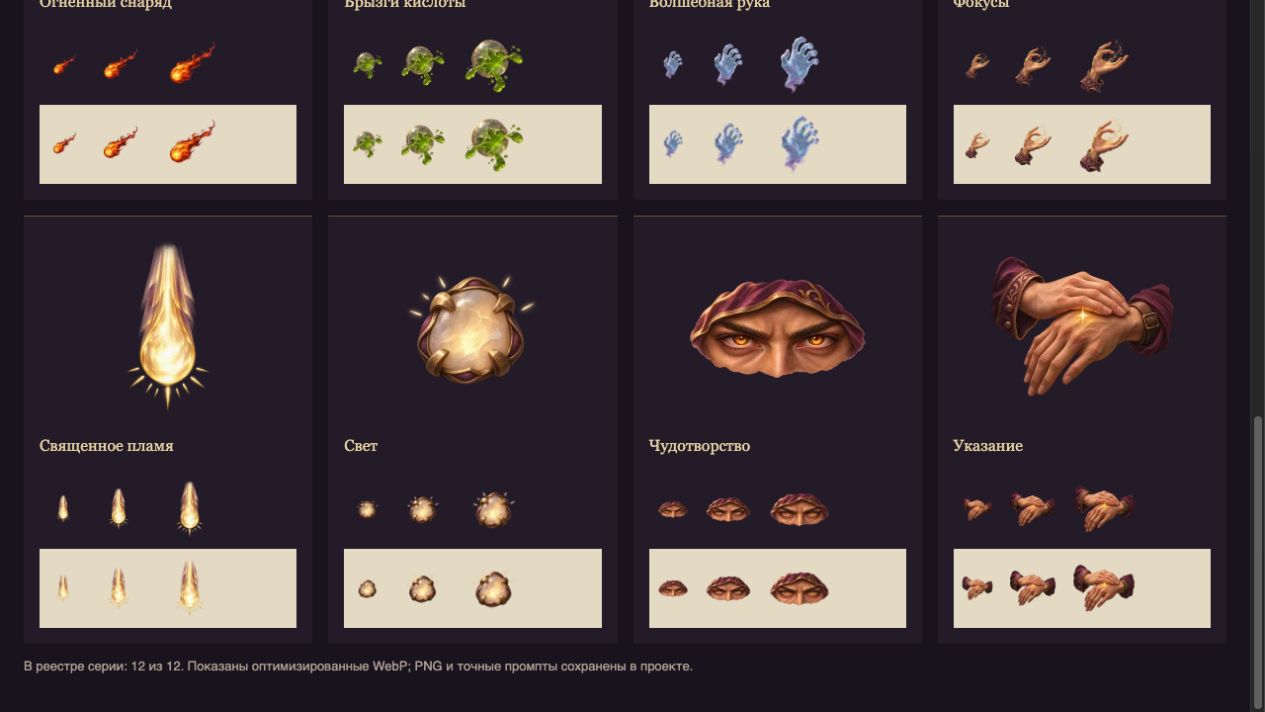 Огненный снаряд
Брызги кислоты
Волшебная рука
Фокусы
Священное пламя
Свет
Чудотворство
Указание
В реестре серии: 12 из 12. Показаны оптимизированные WebP; PNG и точные промпты сохранены в проекте.